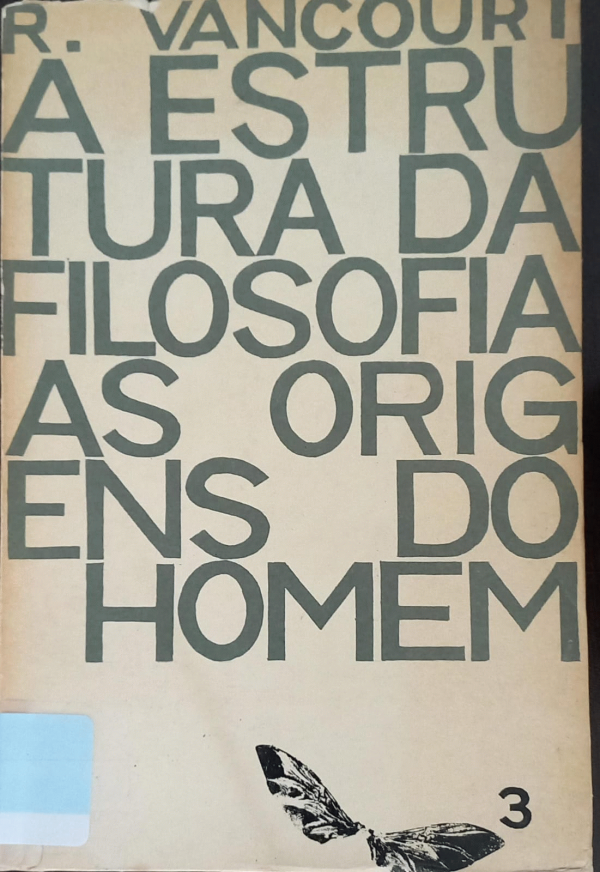 R. VANCOURT
A ESTRU
TURA DA
FILOSOFIA
AS ORIG
ENS DO
HOMEM
3